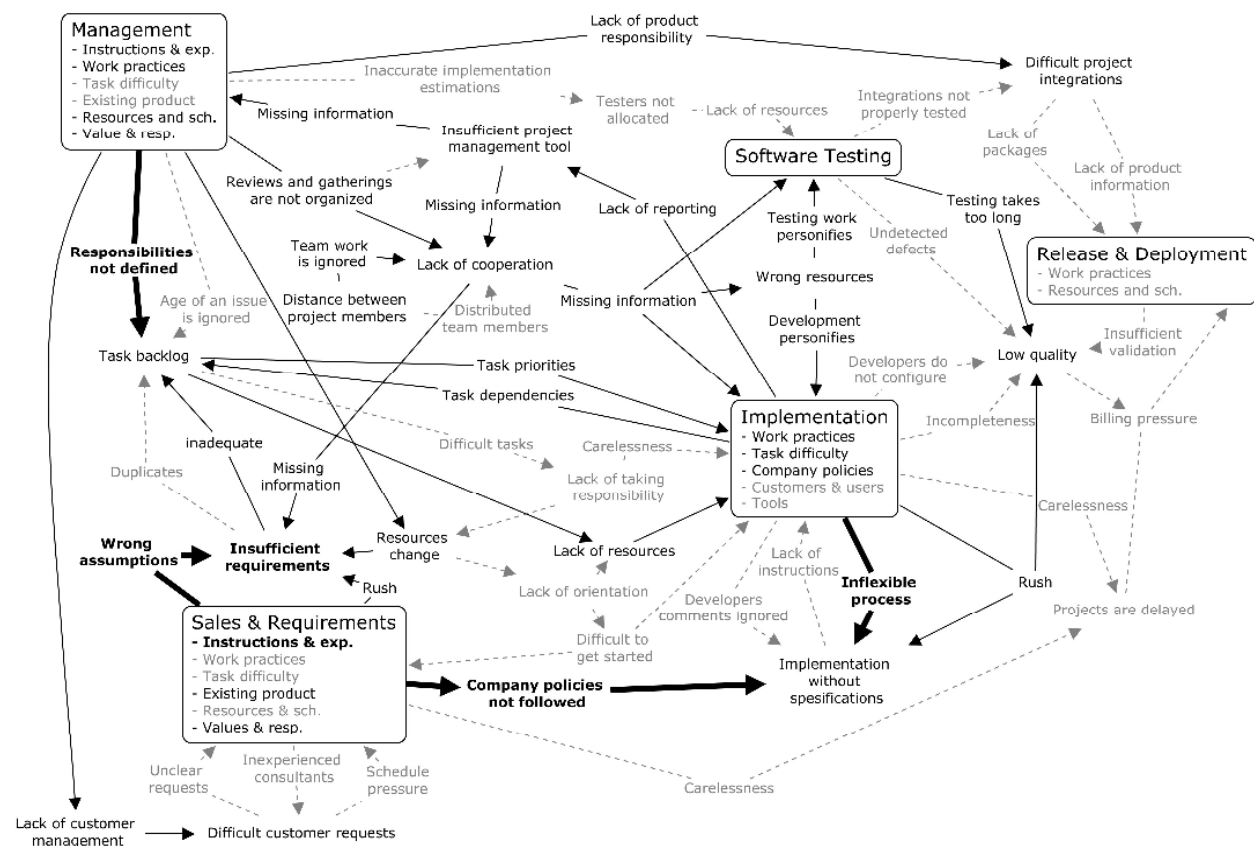 Management
- Instructions & exp.
- Work practices
- Task difficulty
- Existing product
- Resources and sch.
- Value & resp.
Lack of product
responsibility
Difficult project
integrations
Inaccurate implementation
estimations
Testers not
allocated
Lack of resources
Integrations not
properly tested
Missing information
Insufficient project
management tool
Software Testing
Lack of
packages
Lack of product
information
Reviews and gatherings
are not organized
Missing information
Lack of reporting
Testing work
personifies
Undetected
defects
Testing takes
too long
Responsibilities
not defined
Team work
is ignored
Lack of cooperation
Release & Deployment
- Work practices
- Resources and sch.
Age of an issue
is ignored
Distance between
project members
Distributed
team members
Missing information
Wrong resources
Development
personifies
Insufficient
validation
Task backlog
Task priorities
Task dependencies
Developers do
not configure
Low quality
Implementation
- Work practices
- Task difficulty
- Company policies
- Customers & users
- Tools
Incompleteness
Billing pressure
inadequate
Difficult tasks
Carelessness
Duplicates
Missing
information
Lack of taking
responsibility
Carelessness
Wrong
assumptions
Insufficient
requirements
Resources
change
Lack of resources
Lack of
instructions
Inflexible
process
Rush
Rush
Lack of orientation
Developers
comments ignored
Projects are delayed
Sales & Requirements
- Instructions & exp.
- Work practices
- Task difficulty
- Existing product
- Resources & sch.
- Values & resp.
Difficult to
get started
Implementation
without
spesifications
Company policies
not followed
Unclear
requests
Inexperienced
consultants
Schedule
pressure
Carelessness
Lack of customer
management
Difficult customer requests